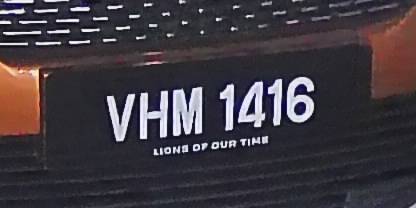 VHM 1416
LIONS OF OUR TIME